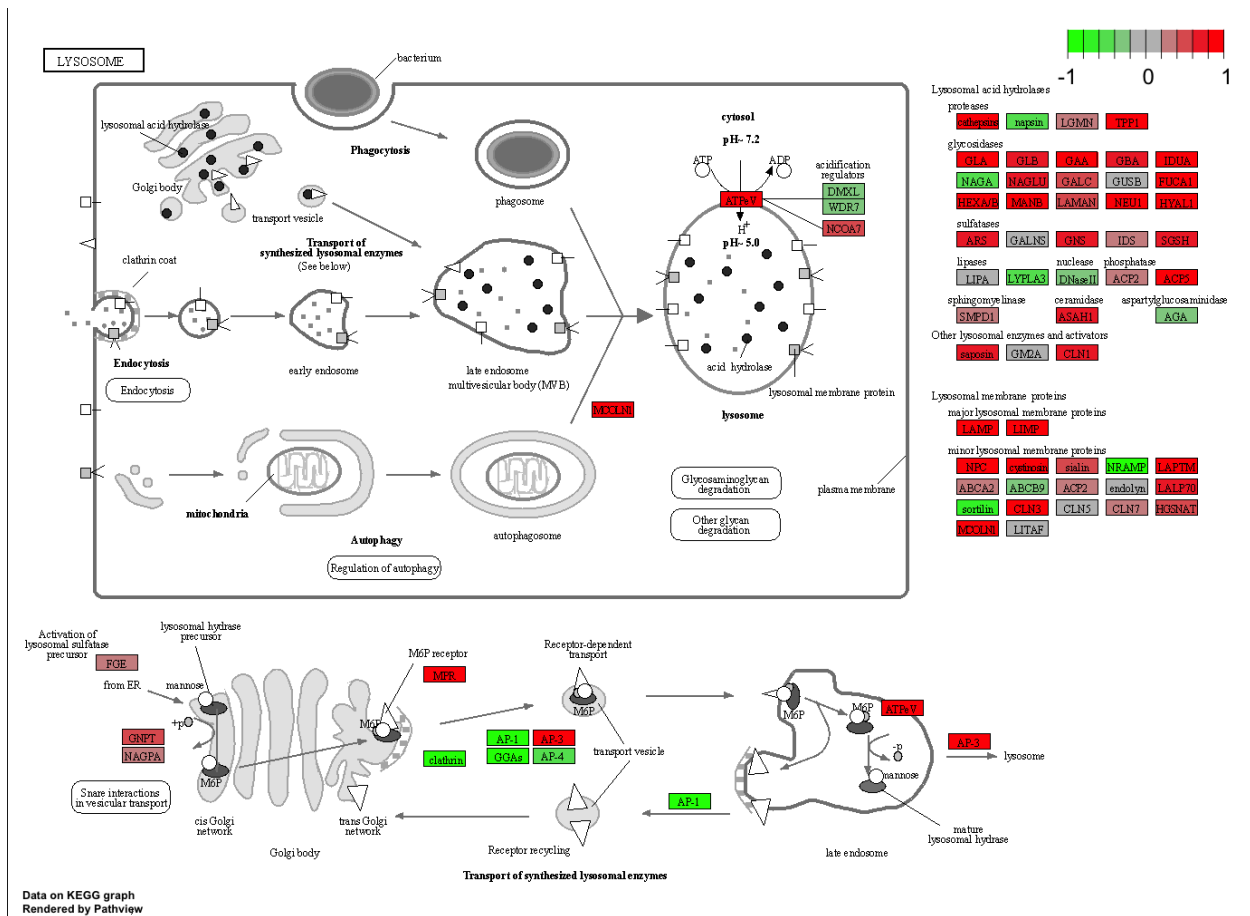 LYSOSOME
bacterium
-1
0
1
lysosomal acid hydrolase
Golgi body
transport vesicle
Phagocytosis
phagosome
Transport of
synthesized lysosomal enzymes
(See below)
cytosol
pH~ 7.2
ATP
ADP
acidification
regulators
DMXL
WDR7
ATPeV
NCOA7
H+
pH~ 5.0
clathrin coat
Endocytosis
Endocytosis
early endosome
late endosome
multivesicular body (MVB)
acid hydrolase
lysosomal membrane protein
lysosome
MCOLN1
mitochondria
Autophagy
Regulation of autophagy
autophagosome
Glycosaminoglycan
degradation
Other glycan
degradation
plasma membrane
Lysosomal acid hydrolases
proteases
cathepsins napsin LGMN TPP1
glycosidases
GLA GLB GAA GBA IDUA
NAGA NAGLU GALC GUSB FUCA1
HEXA/B MANB LAMAN NEU1 HYAL1
sulfatases
ARS GALNS GNS IDS SGSH
lipases nuclease phosphatase
LIPA LYPLA3 DNaseII ACP2 ACP5
sphingomyelinase ceramidase aspartylglucosaminidase
SMPD1 ASAH1 AGA
Other lysosomal enzymes and activators
saposin GM2A CLN1
Lysosomal membrane proteins
major lysosomal membrane proteins
LAMP LIMP
minor lysosomal membrane proteins
NPC cystinosin sialin NRAMP LAPTM
ABCA2 ABCB9 ACP2 endolyn LALP70
sortilin CLN3 CLN5 CLN7 HGSNAT
MCOLN1 LITAF
Activation of
lysosomal sulfatase
precursor
FGE
from ER
lysosomal hydrase
precursor
mannose
+p
GNPT
NAGPA
M6P
Snare interactions
in vesicular transport
cis Golgi
network
Golgi body
trans Golgi
network
M6P receptor
MPR
M6P
clathrin
AP-1 AP-3
GGAs AP-4
Receptor-dependent
transport
M6P
transport vesicle
Receptor recycling
Transport of synthesized lysosomal enzymes
AP-1
M6P
M6P
ATPeV
-p
mannose
AP-3
lysosome
mature
lysosomal hydrase
late endosome
Data on KEGG graph
Rendered by Pathview